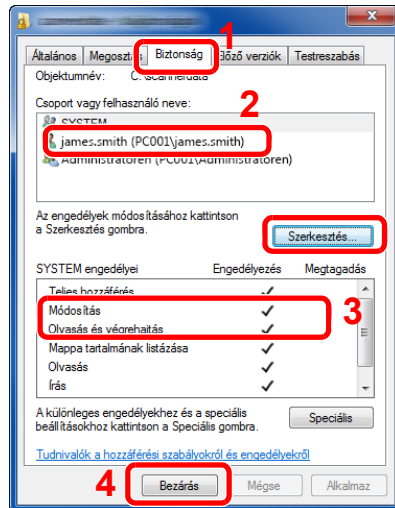 1
Általános Megosztás Biztonság Előző verziók Testreszabás
Objektumnév: C:\scannerdata
Csoport vagy felhasználó neve:
2
SYSTEM
james.smith (PC001\james.smith)
Administratoren (PC001\Administratoren)
Az engedélyek módosításához kattintson
a Szerkesztés gombra.
Szerkesztés...
SYSTEM engedélyei Engedélyezés Megtagadás
Teljes hozzáférés ✓
Módosítás ✓
3
Olvasás és végrehajtás ✓
Mappa tartalmának listázása ✓
Olvasás ✓
Írás ✓
A különleges engedélyekhez és a speciális
beállításokhoz kattintson a Speciális gombra.
Speciális
Tudnivalók a hozzáférési szabályokról és engedélyekről
4 Bezárás Mégse Alkalmaz